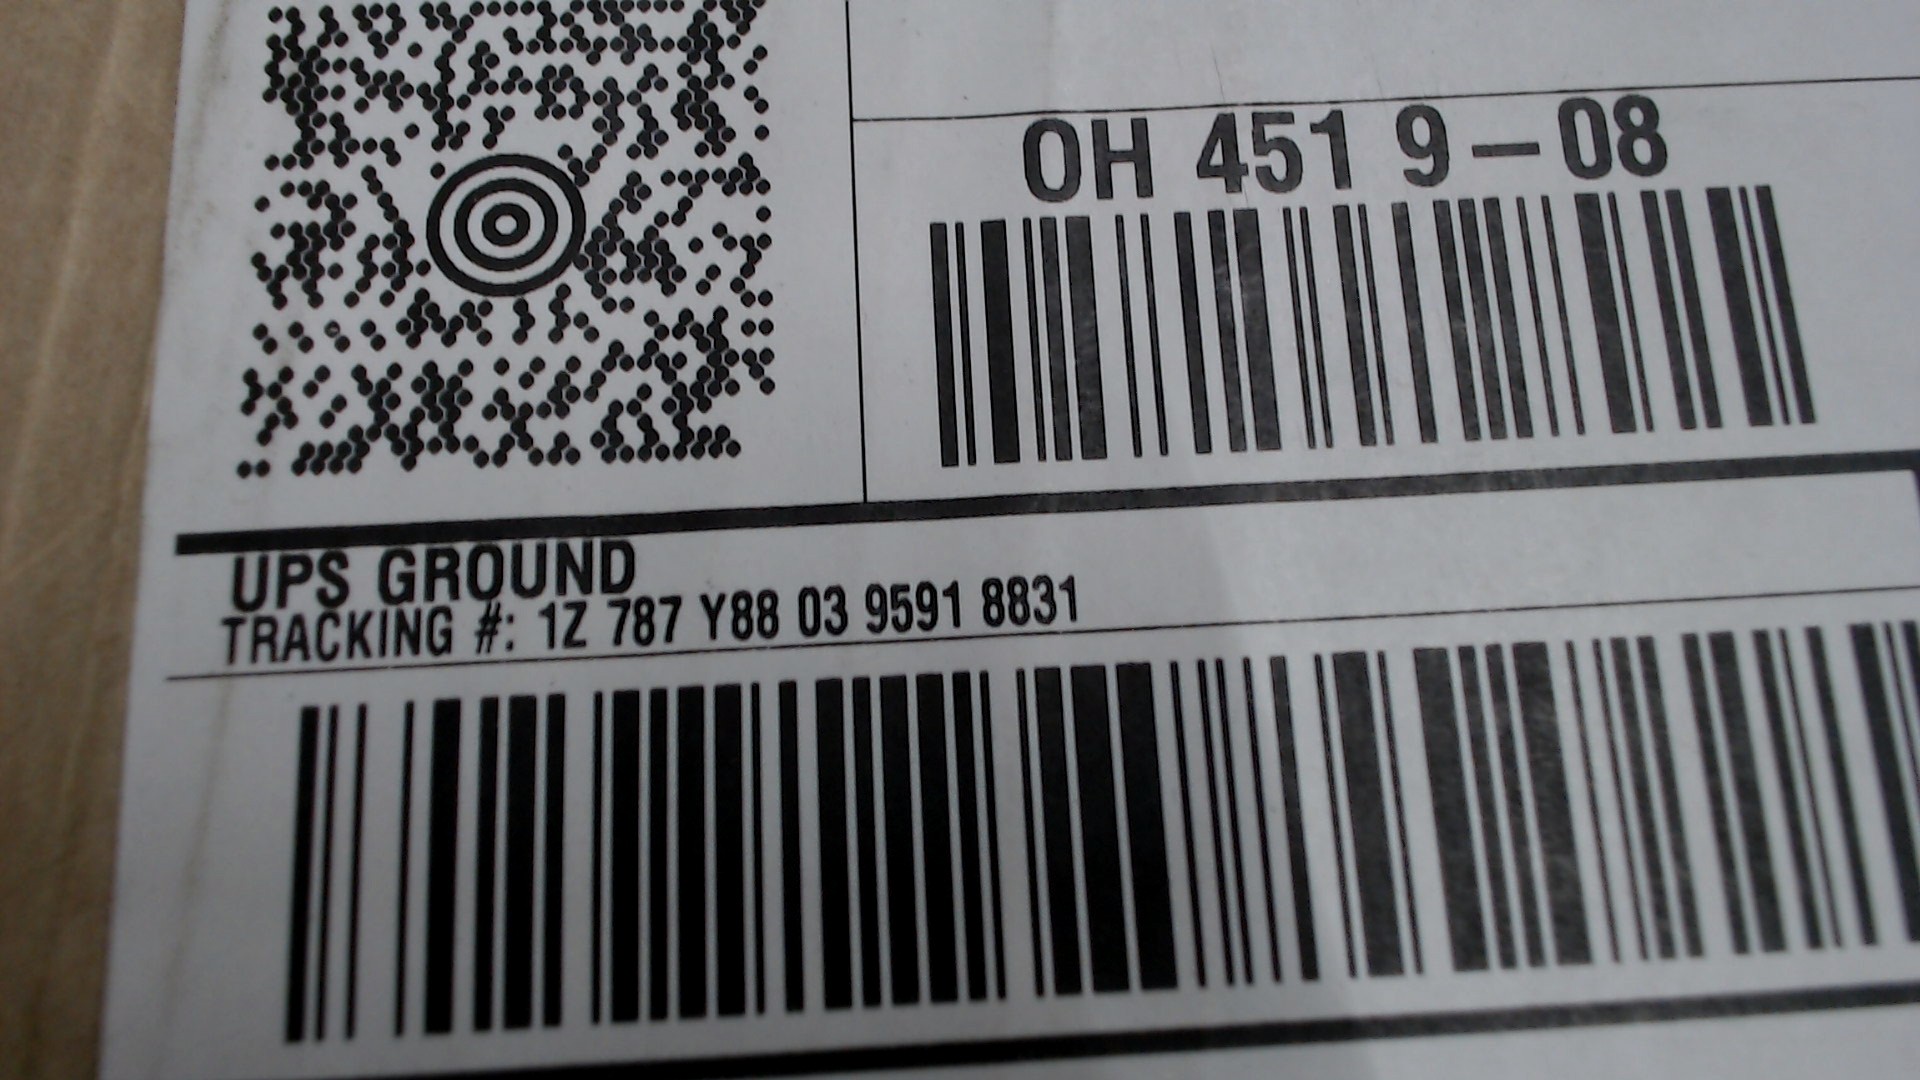 OH 451 9-08
UPS GROUND
TRACKING #: 1Z 787 Y88 03 9591 8831